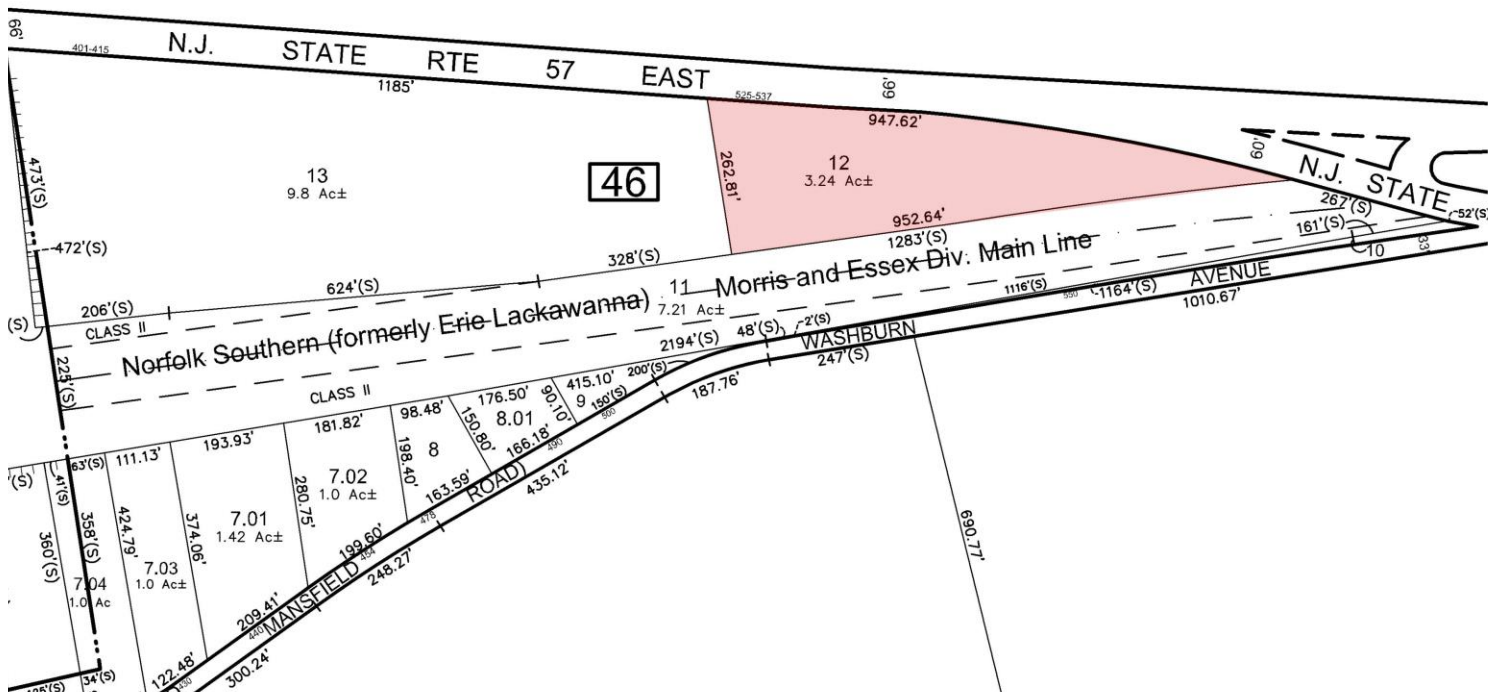 66'
401-415
N.J. STATE RTE 57 EAST
1185'
525-537
66'
947.62'
60'
N.J. STATE
13
9.8 Ac±
46
262.81'
12
3.24 Ac±
473'(S)
472'(S)
952.64'
1283'(S)
267'(S)
52'(S)
161'(S)
33'
10
328'(S)
624'(S)
206'(S)
(S)
CLASS II
Norfolk Southern (formerly Erie-Lackawanna)
Morris and Essex Div. Main Line
11
7.21 Ac±
1116'(S)
550
1164'(S)
AVENUE
1010.67'
225'(S)
2194'(S)
48'(S)
2'(S)
WASHBURN
247'(S)
CLASS II
200'(S)
187.76'
415.10'
9
150'(S)
500
176.50'
90.10'
8.01
98.48'
150.80'
166.18'
490
181.82'
198.40'
8
163.59'
ROAD)
435.12'
478
193.93'
280.75'
7.02
1.0 Ac±
199.60'
454
248.27'
111.13'
374.06'
7.01
1.42 Ac±
209.41'
440
MANSFIELD
300.24'
63'(S)
424.79'
7.03
1.0 Ac±
122.48'
430
'(S)
41'(S)
358'(S)
360'(S)
7.04
1.0 Ac
34'(S)
690.77'